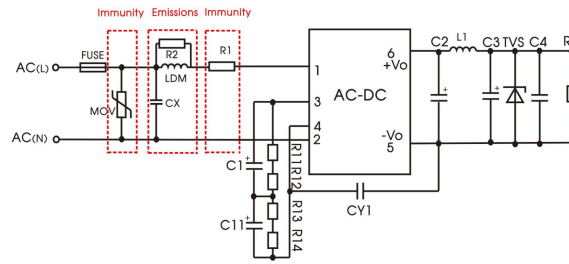 Immunity Emissions Immunity
FUSE R2 R1 C2 L1 C3 TVS C4 R
AC(L) LDM 1 6
+Vo
MOV CX 3 AC-DC
4
AC(N) 2 -Vo
5
C1 + R11 R12
CY1
C11 + R13 R14